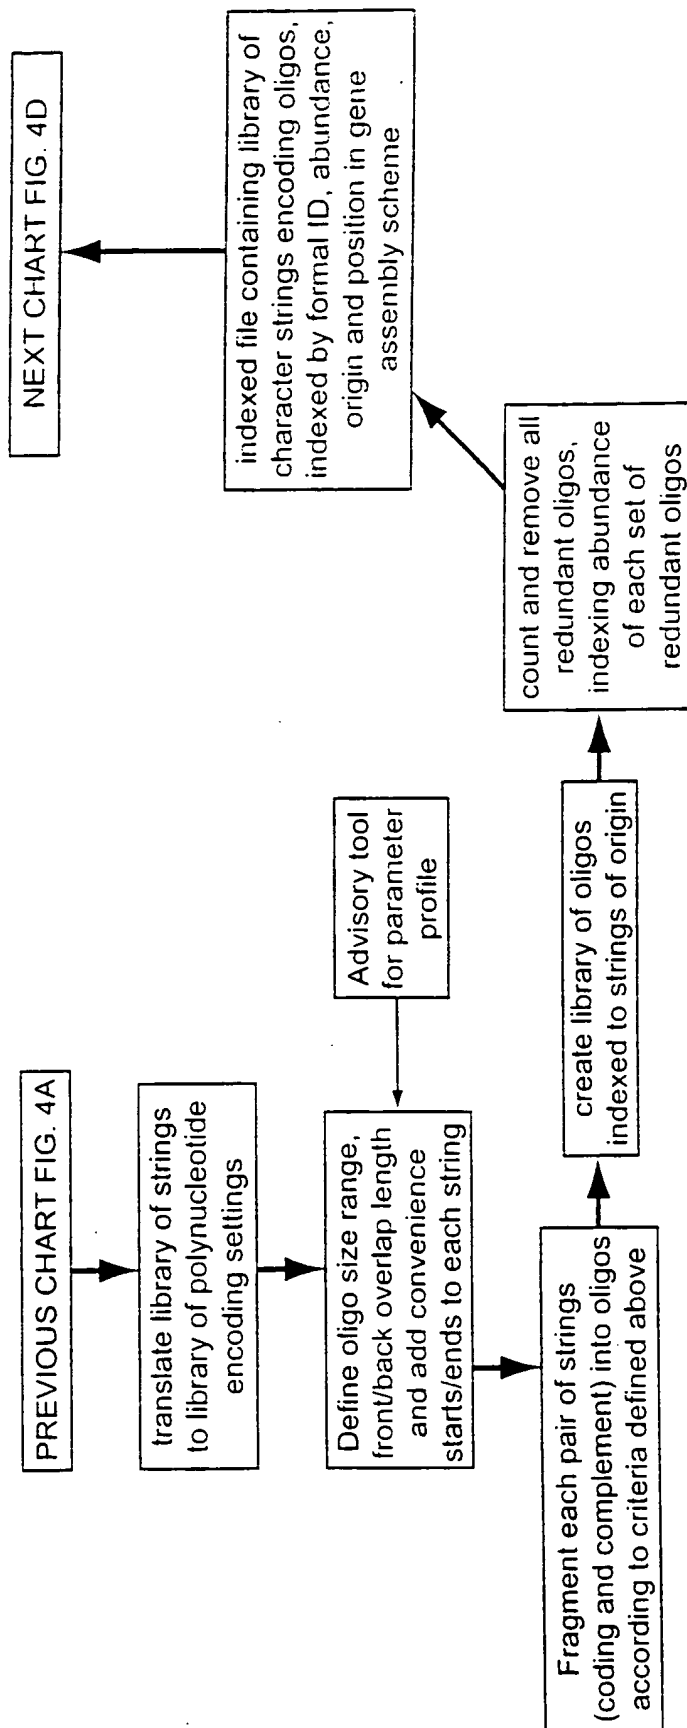 PREVIOUS CHART FIG. 4A
translate library of strings
to library of polynucleotide
encoding settings
Define oligo size range,
front/back overlap length
and add convenience
starts/ends to each string
Advisory tool
for parameter
profile
Fragment each pair of strings
(coding and complement) into oligos
according to criteria defined above
create library of oligos
indexed to strings of origin
count and remove all
redundant oligos,
indexing abundance
of each set of
redundant oligos
indexed file containing library of
character strings encoding oligos,
indexed by formal ID, abundance,
origin and position in gene
assembly scheme
NEXT CHART FIG. 4D